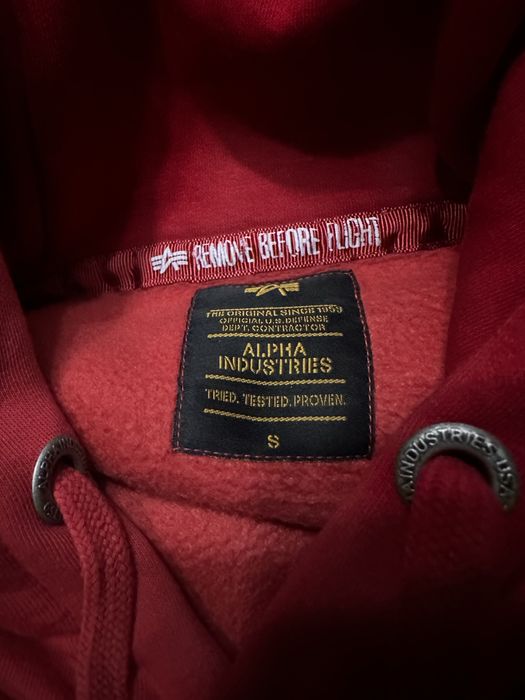 REMOVE BEFORE FLIGHT
THE ORIGINAL SINCE 1959
OFFICIAL U.S. DEFENSE
DEPT. CONTRACTOR
ALPHA
INDUSTRIES
TRIED. TESTED. PROVEN.
S
INDUSTRIES